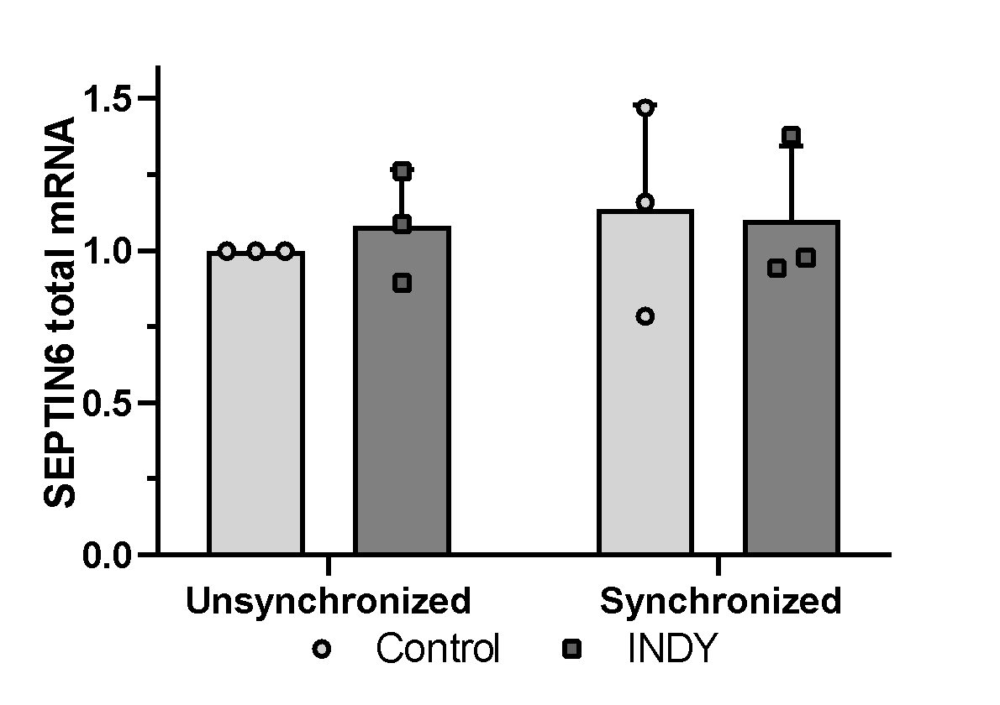 SEPTIN6 total mRNA
1.5
1.0
0.5
0.0
Unsynchronized Synchronized
Control INDY